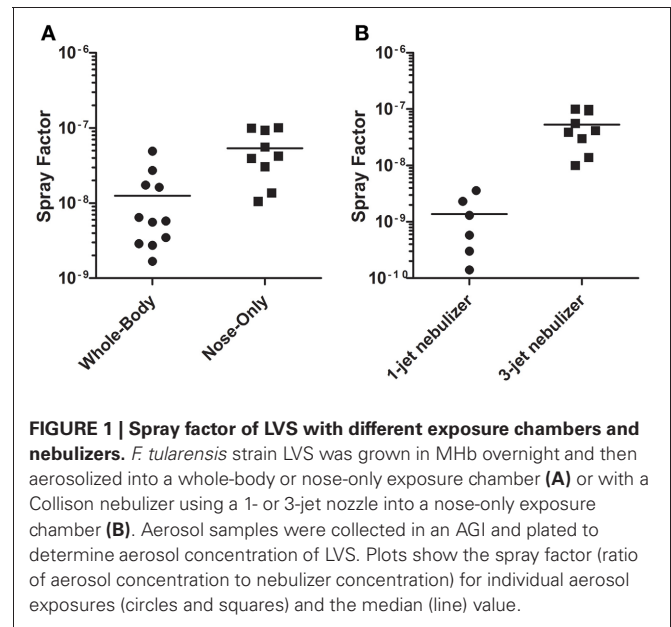 A
10⁻⁶
10⁻⁷
10⁻⁸
10⁻⁹
Spray Factor
Whole-Body
Nose-Only
B
10⁻⁶
10⁻⁷
10⁻⁸
10⁻⁹
10⁻¹⁰
Spray Factor
1-jet nebulizer
3-jet nebulizer
FIGURE 1 | Spray factor of LVS with different exposure chambers and
nebulizers. F. tularensis strain LVS was grown in MHb overnight and then
aerosolized into a whole-body or nose-only exposure chamber (A) or with a
Collison nebulizer using a 1- or 3-jet nozzle into a nose-only exposure
chamber (B). Aerosol samples were collected in an AGI and plated to
determine aerosol concentration of LVS. Plots show the spray factor (ratio
of aerosol concentration to nebulizer concentration) for individual aerosol
exposures (circles and squares) and the median (line) value.